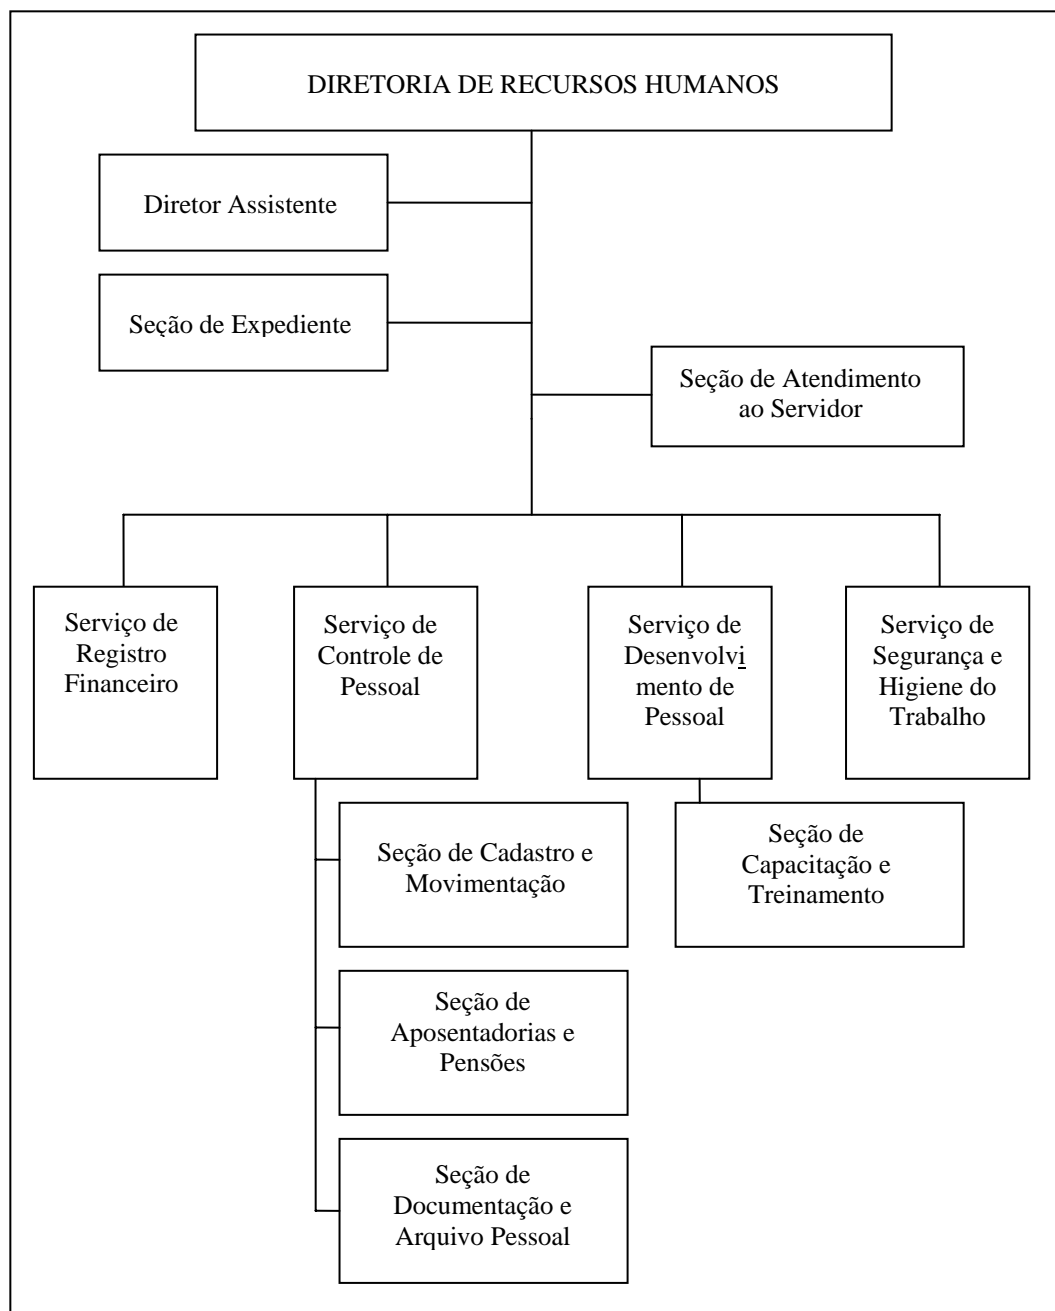 DIRETORIA DE RECURSOS HUMANOS
Diretor Assistente
Seção de Expediente
Seção de Atendimento
ao Servidor
Serviço de
Registro
Financeiro
Serviço de
Controle de
Pessoal
Serviço de
Desenvolvi
mento de
Pessoal
Serviço de
Segurança e
Higiene do
Trabalho
Seção de Cadastro e
Movimentação
Seção de
Capacitação e
Treinamento
Seção de
Aposentadorias e
Pensões
Seção de
Documentação e
Arquivo Pessoal